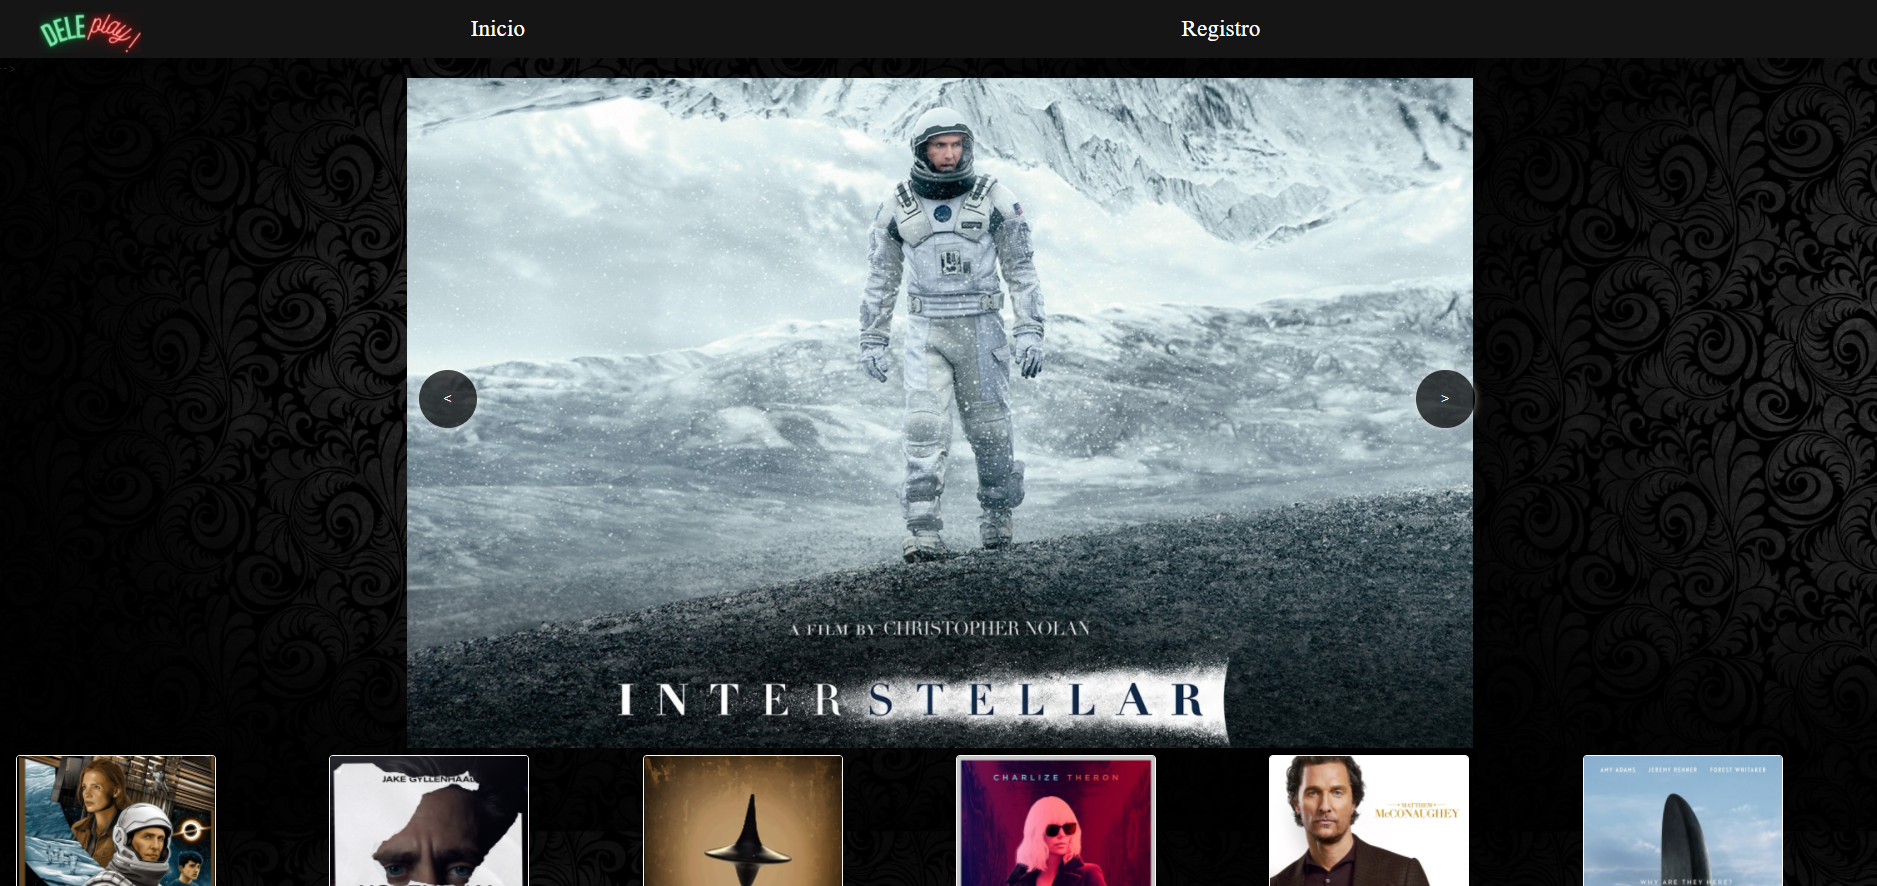 DELE play!
Inicio
Registro
-->
<
>
A FILM BY CHRISTOPHER NOLAN
INTERSTELLAR
JAKE GYLLENHAAL
CHARLIZE THERON
MATTHEW
McCONAUGHEY
AMY ADAMS JEREMY RENNER FOREST WHITAKER
WHY ARE THEY HERE?